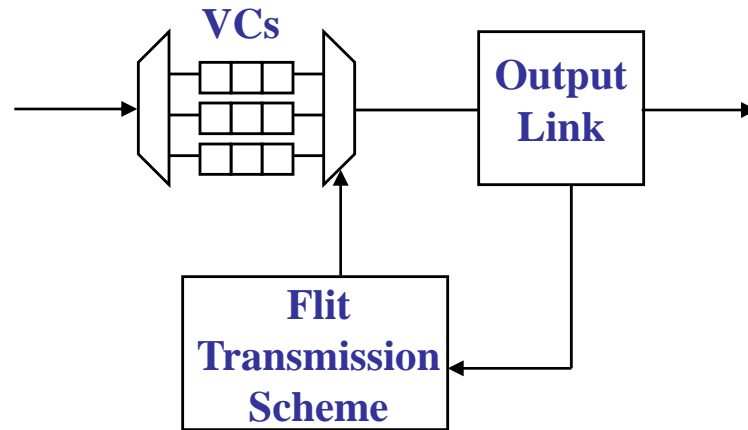 VCs
Output
Link
Flit
Transmission
Scheme